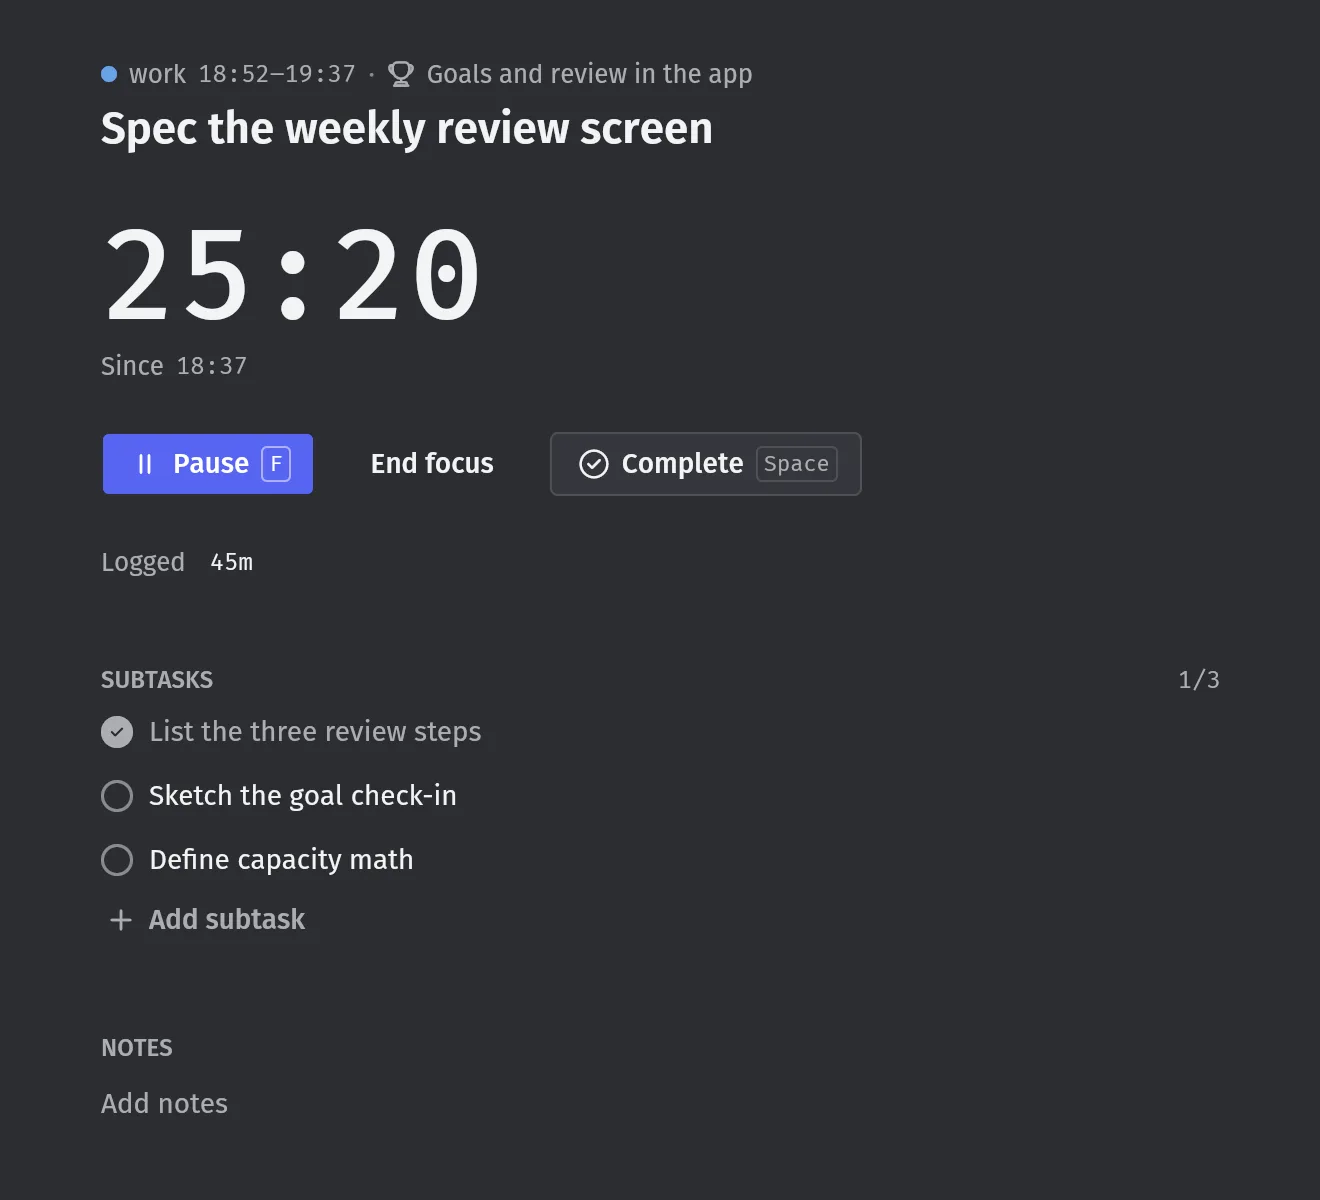 work 18:52–19:37 · Goals and review in the app
Spec the weekly review screen
25:20
Since 18:37
Pause F End focus Complete Space
Logged 45m
SUBTASKS 1/3
List the three review steps
Sketch the goal check-in
Define capacity math
Add subtask
NOTES
Add notes